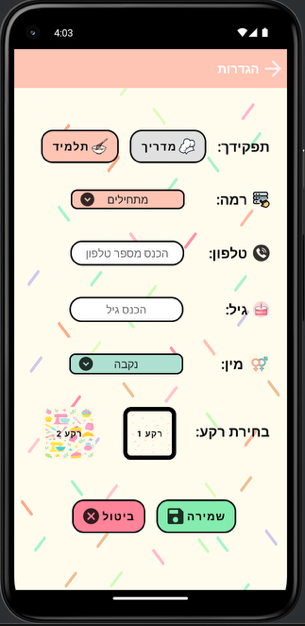 4:03
הגדרות
תפקידך: מדריך תלמיד
רמה: מתחילים
טלפון: הכנס מספר טלפון
גיל: הכנס גיל
מין: נקבה
בחירת רקע: רקע 1 רקע 2
שמירה ביטול